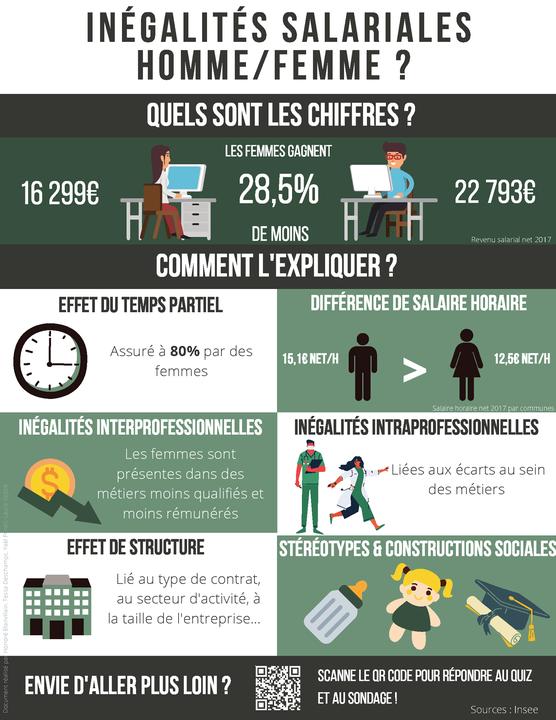 INÉGALITÉS SALARIALES
HOMME/FEMME ?
QUELS SONT LES CHIFFRES ?
LES FEMMES GAGNENT
16 299€
28,5%
22 793€
DE MOINS
Revenu salarial net 2017
COMMENT L'EXPLIQUER ?
EFFET DU TEMPS PARTIEL
Assuré à 80% par des
femmes
DIFFÉRENCE DE SALAIRE HORAIRE
15,1€ NET/H
>
12,5€ NET/H
Salaire horaire net 2017 par communes
INÉGALITÉS INTERPROFESSIONNELLES
Les femmes sont
présentes dans des
métiers moins qualifiés et
moins rémunérés
INÉGALITÉS INTRAPROFESSIONELLES
Liées aux écarts au sein
des métiers
EFFET DE STRUCTURE
Lié au type de contrat,
au secteur d'activité, à
la taille de l'entreprise...
STÉRÉOTYPES & CONSTRUCTIONS SOCIALES
ENVIE D'ALLER PLUS LOIN ?
SCANNE LE QR CODE POUR RÉPONDRE AU QUIZ
ET AU SONDAGE !
Sources : Insee
Document réalisé par